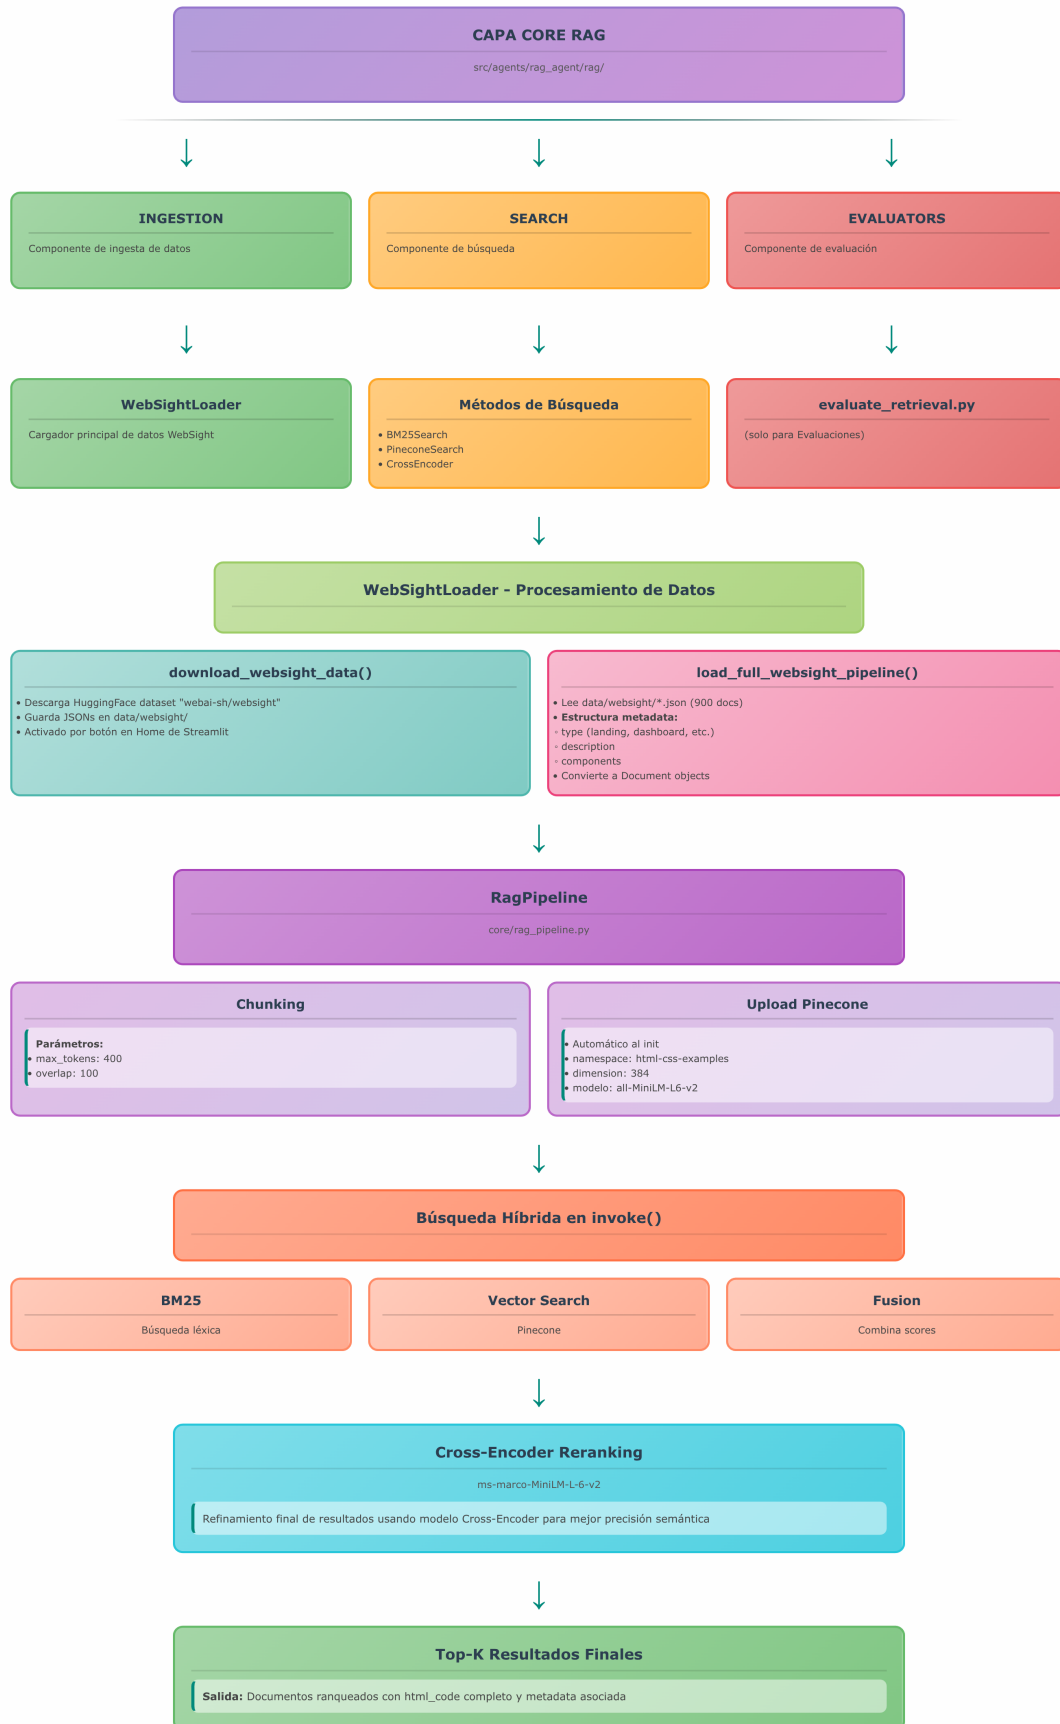 CAPA CORE RAG
src/agents/rag_agent/rag/
↓ ↓ ↓
INGESTION
Componente de ingesta de datos
SEARCH
Componente de búsqueda
EVALUATORS
Componente de evaluación
↓ ↓ ↓
WebSightLoader
Cargador principal de datos WebSight
Métodos de Búsqueda
• BM25Search
• PineconeSearch
• CrossEncoder
evaluate_retrieval.py
(solo para Evaluaciones)
↓
WebSightLoader - Procesamiento de Datos
download_websight_data()
• Descarga HuggingFace dataset "webai-sh/websight"
• Guarda JSONs en data/websight/
• Activado por botón en Home de Streamlit
load_full_websight_pipeline()
• Lee data/websight/*.json (900 docs)
• Estructura metadata:
◦ type (landing, dashboard, etc.)
◦ description
◦ components
• Convierte a Document objects
↓
RagPipeline
core/rag_pipeline.py
Chunking
Parámetros:
• max_tokens: 400
• overlap: 100
Upload Pinecone
• Automático al init
• namespace: html-css-examples
• dimension: 384
• modelo: all-MiniLM-L6-v2
↓
Búsqueda Híbrida en invoke()
BM25
Búsqueda léxica
Vector Search
Pinecone
Fusion
Combina scores
↓
Cross-Encoder Reranking
ms-marco-MiniLM-L-6-v2
Refinamiento final de resultados usando modelo Cross-Encoder para mejor precisión semántica
↓
Top-K Resultados Finales
Salida: Documentos ranqueados con html_code completo y metadata asociada